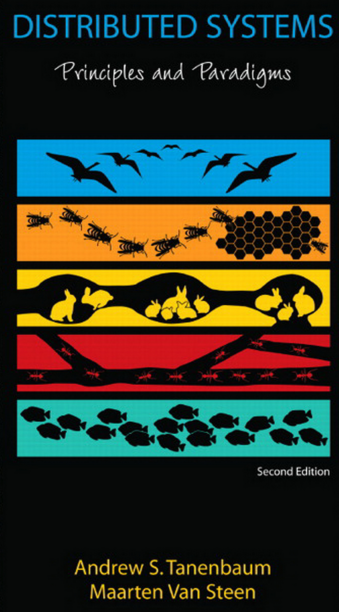 DISTRIBUTED SYSTEMS
Principles and Paradigms
Second Edition
Andrew S. Tanenbaum
Maarten Van Steen